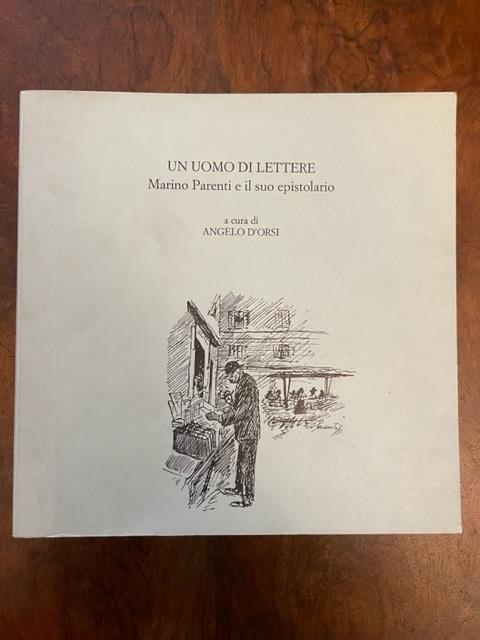 UN UOMO DI LETTERE
Marino Parenti e il suo epistolario
a cura di
ANGELO D'ORSI